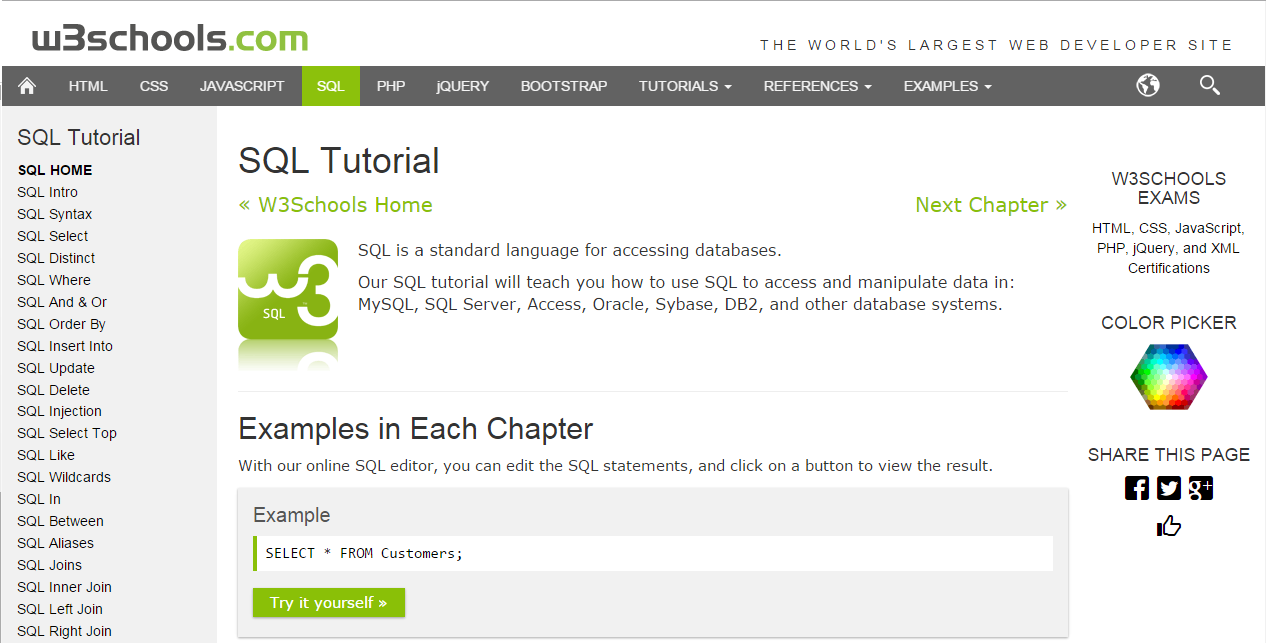 w3schools.com
THE WORLD'S LARGEST WEB DEVELOPER SITE
HTML CSS JAVASCRIPT SQL PHP jQUERY BOOTSTRAP TUTORIALS REFERENCES EXAMPLES
SQL Tutorial
SQL HOME
SQL Intro
SQL Syntax
SQL Select
SQL Distinct
SQL Where
SQL And & Or
SQL Order By
SQL Insert Into
SQL Update
SQL Delete
SQL Injection
SQL Select Top
SQL Like
SQL Wildcards
SQL In
SQL Between
SQL Aliases
SQL Joins
SQL Inner Join
SQL Left Join
SQL Right Join
SQL Tutorial
« W3Schools Home
Next Chapter »
w3
SQL
SQL is a standard language for accessing databases.
Our SQL tutorial will teach you how to use SQL to access and manipulate data in:
MySQL, SQL Server, Access, Oracle, Sybase, DB2, and other database systems.
Examples in Each Chapter
With our online SQL editor, you can edit the SQL statements, and click on a button to view the result.
Example
SELECT * FROM Customers;
Try it yourself »
W3SCHOOLS
EXAMS
HTML, CSS, JavaScript,
PHP, jQuery, and XML
Certifications
COLOR PICKER
SHARE THIS PAGE